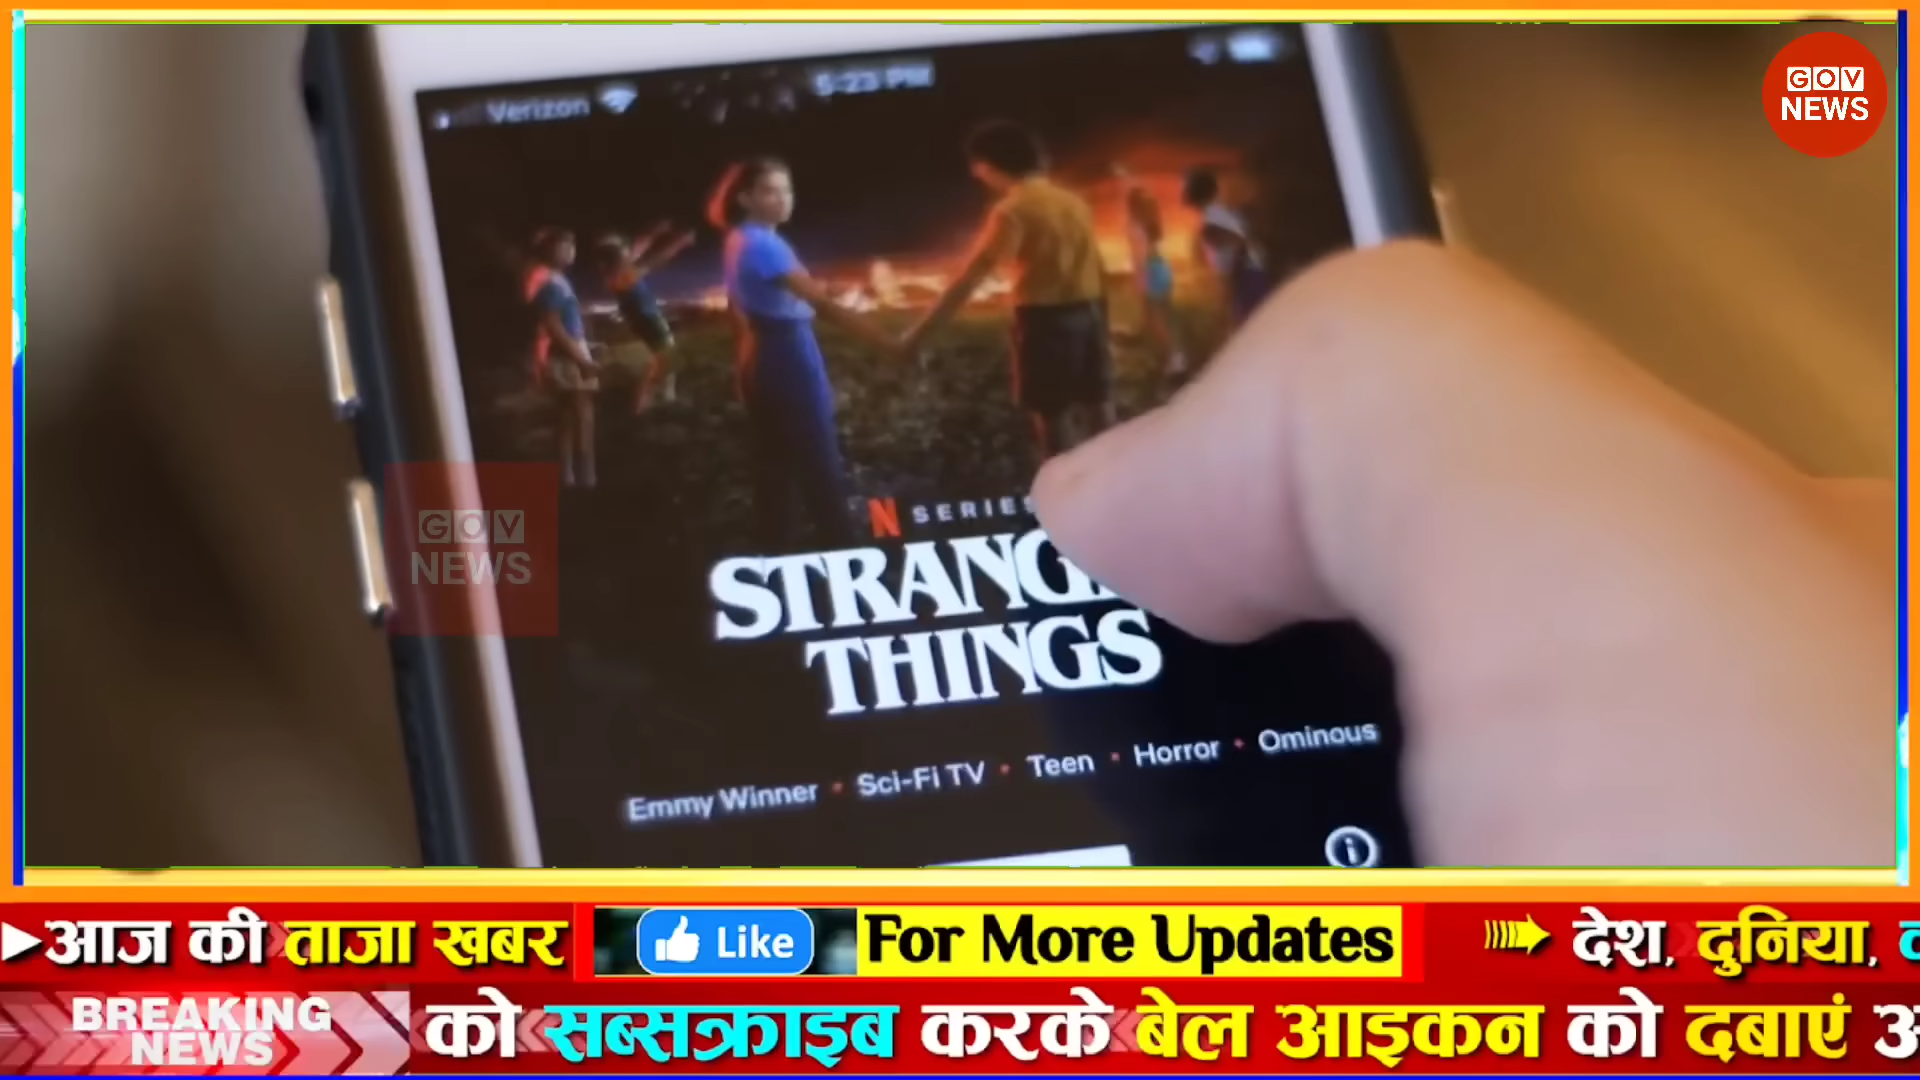 Verizon
5:23 PM
GOV
NEWS
N SERIES
GOV
NEWS
STRANG
THINGS
Emmy Winner • Sci-Fi TV • Teen • Horror • Ominous
आज की ताजा खबर
Like
For More Updates
देश, दुनिया,
BREAKING
NEWS
को सब्सक्राइब करके बेल आइकन को दबाएं